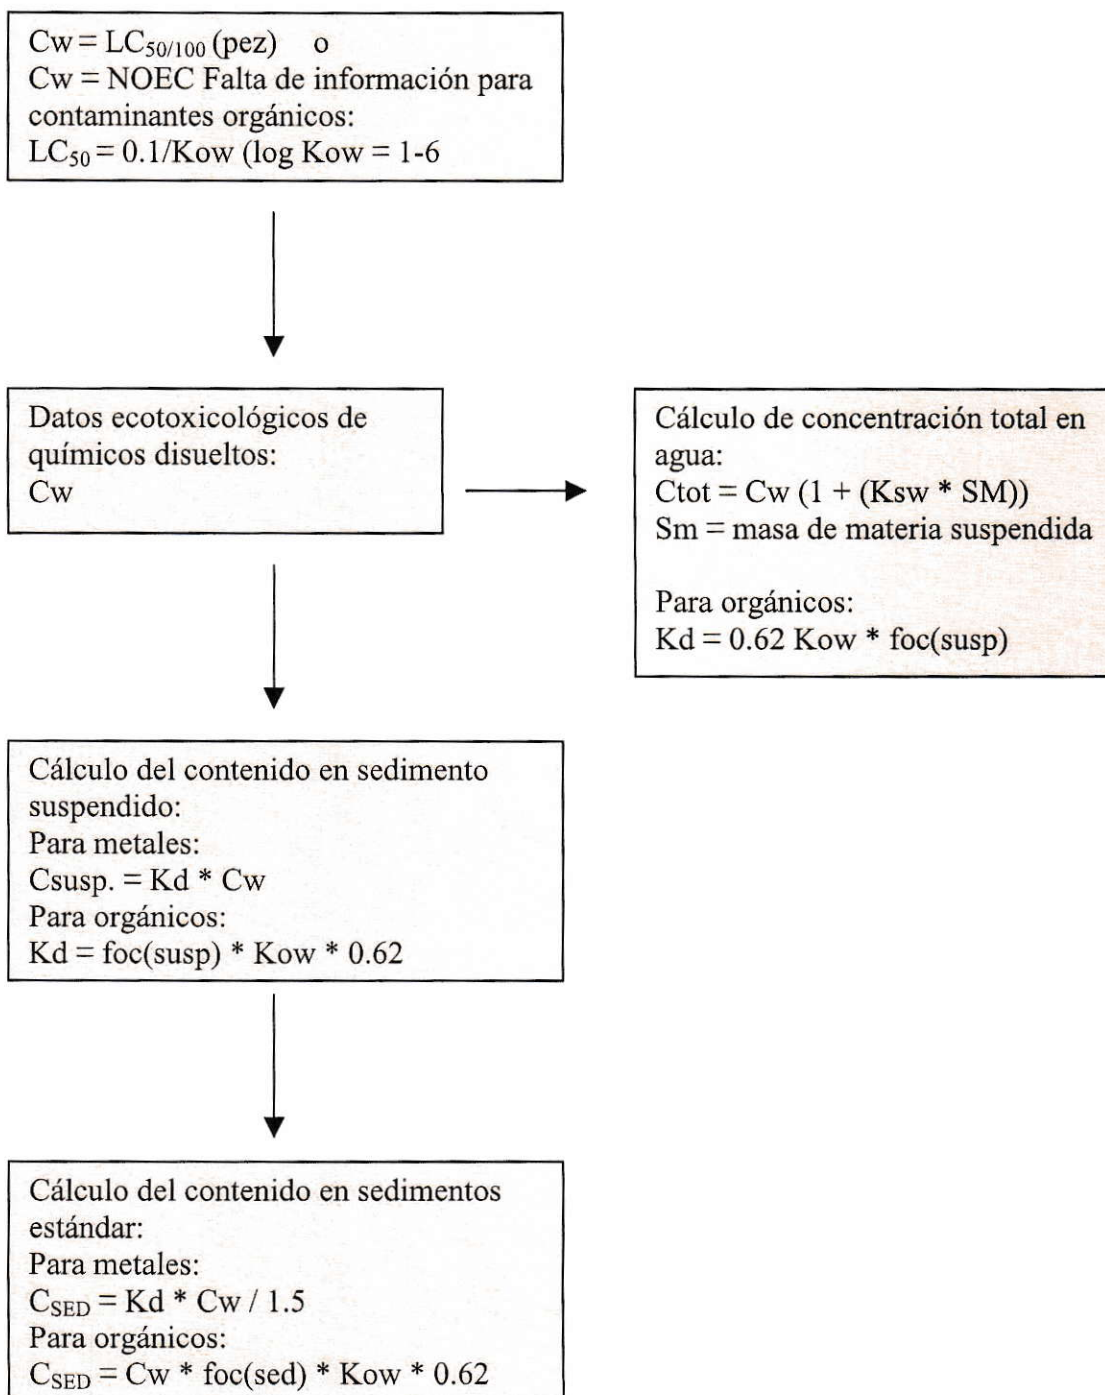 Cw = LC50/100 (pez) o
Cw = NOEC Falta de información para
contaminantes orgánicos:
LC50 = 0.1/Kow (log Kow = 1-6
Datos ecotoxicológicos de
químicos disueltos:
Cw
Cálculo de concentración total en
agua:
Ctot = Cw (1 + (Ksw * SM))
Sm = masa de materia suspendida
Para orgánicos:
Kd = 0.62 Kow * foc(susp)
Cálculo del contenido en sedimento
suspendido:
Para metales:
Csusp. = Kd * Cw
Para orgánicos:
Kd = foc(susp) * Kow * 0.62
Cálculo del contenido en sedimentos
estándar:
Para metales:
CSED = Kd * Cw / 1.5
Para orgánicos:
CSED = Cw * foc(sed) * Kow * 0.62